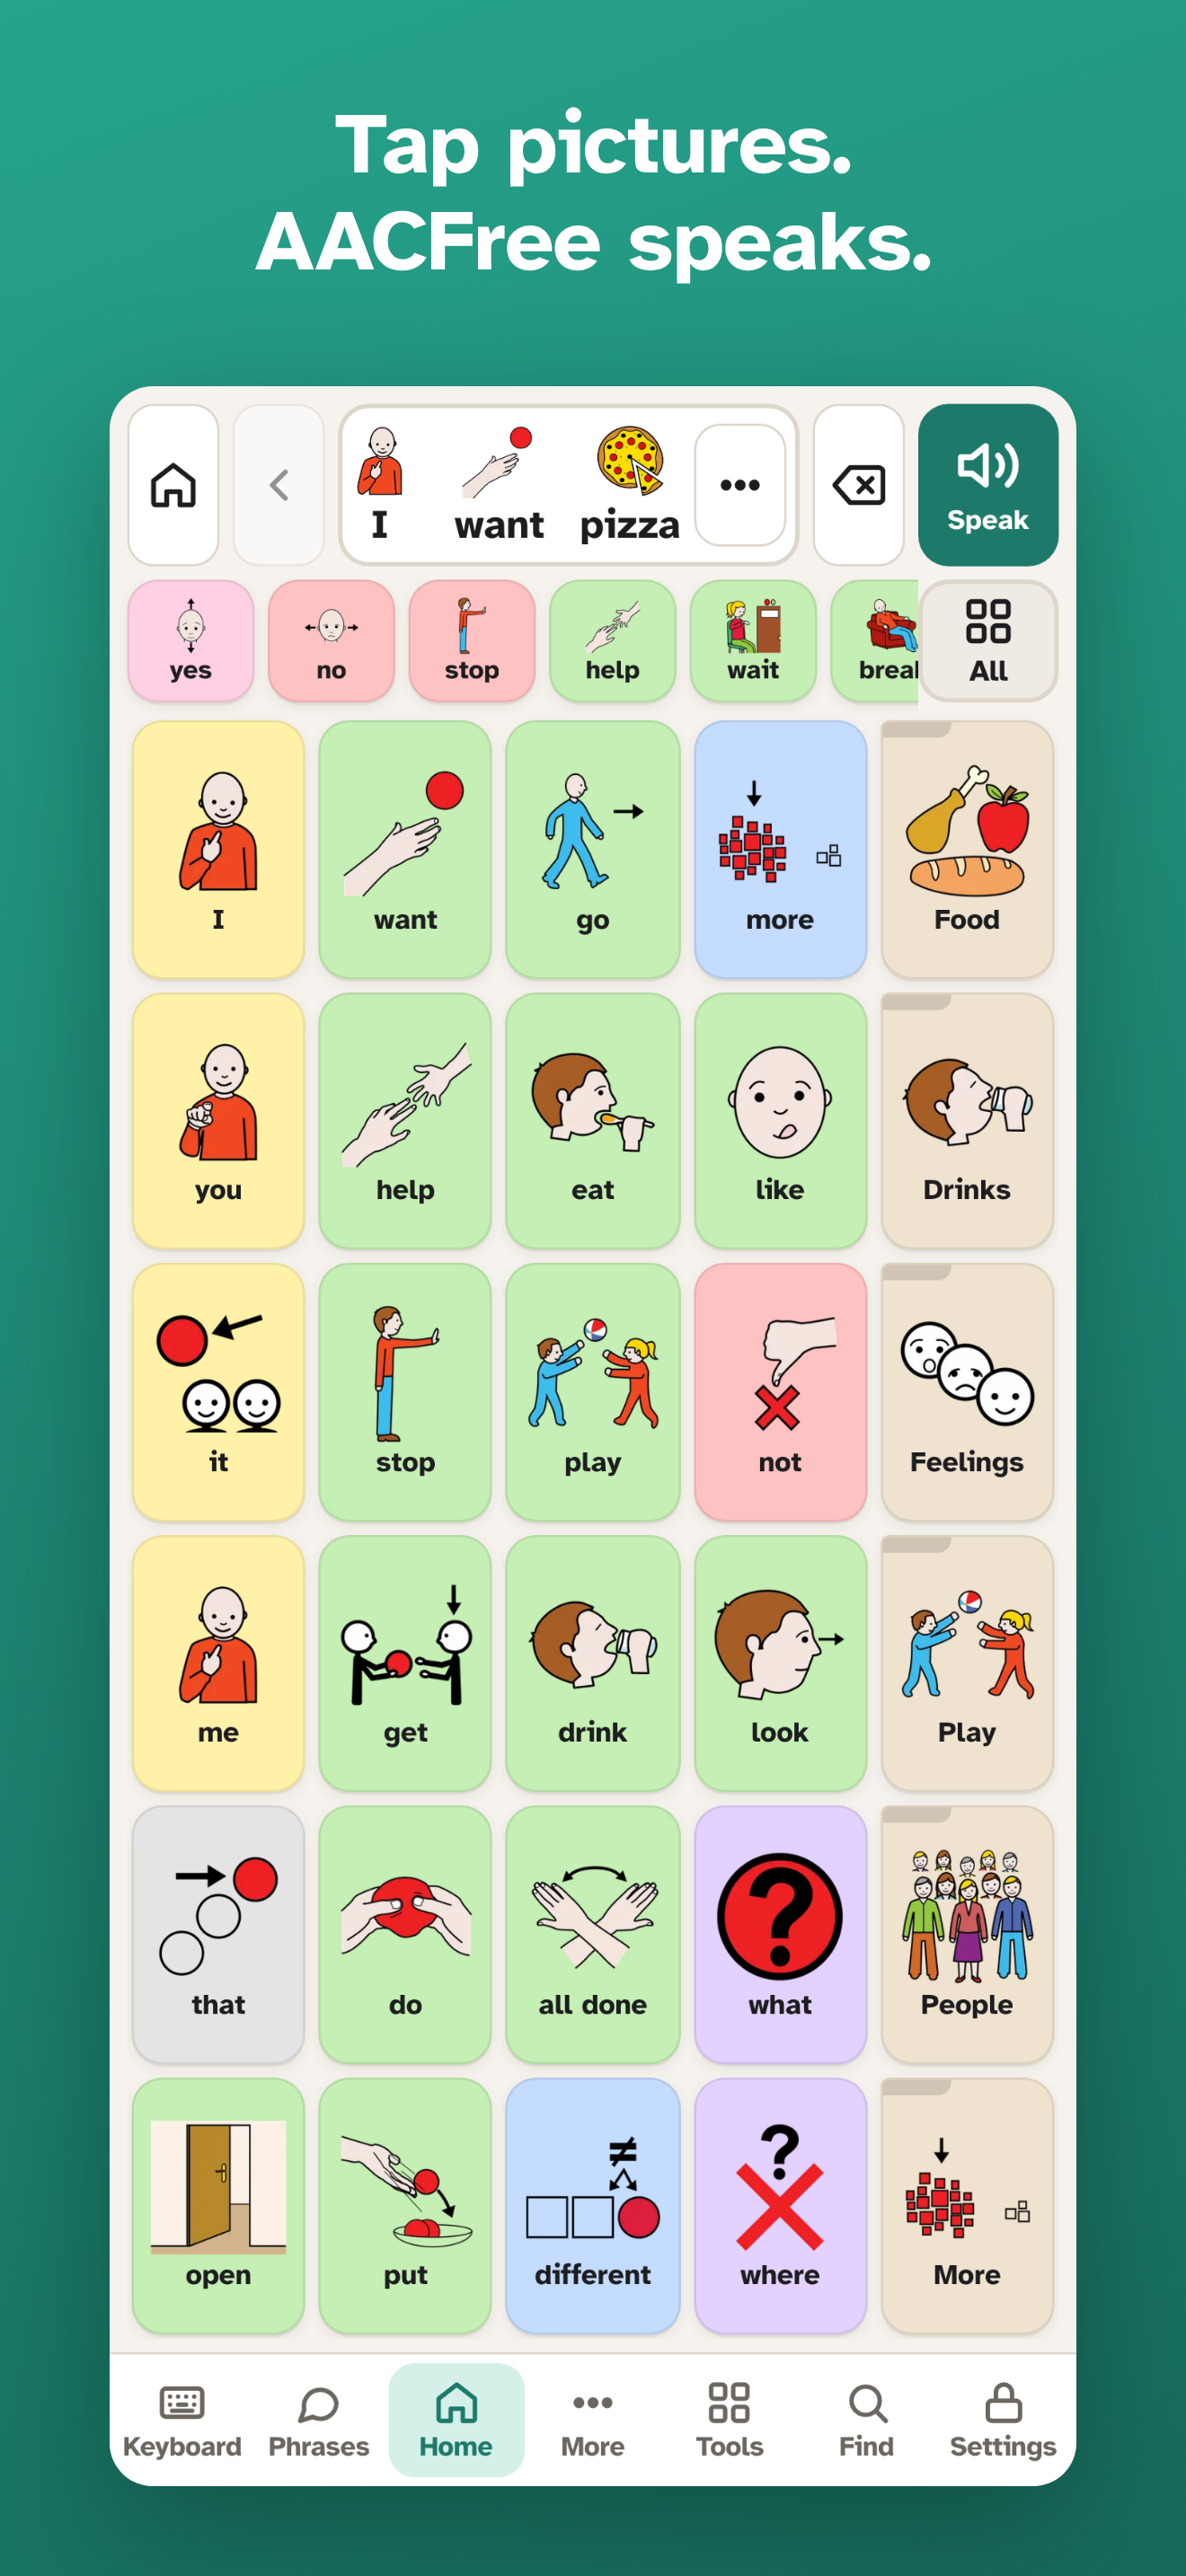 Tap pictures.
AACFree speaks.
I want pizza
Speak
yes no stop help wait break All
I want go more Food
you help eat like Drinks
it stop play not Feelings
me get drink look Play
that do all done what People
open put different where More
Keyboard Phrases Home More Tools Find Settings